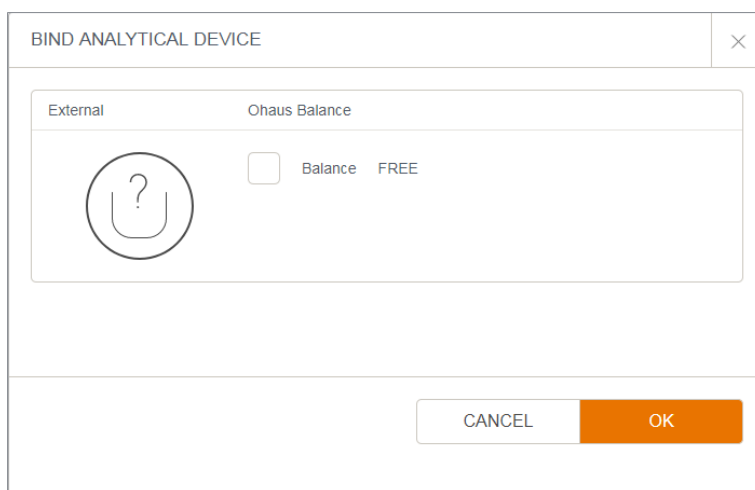 BIND ANALYTICAL DEVICE
External Ohaus Balance
?
Balance FREE
CANCEL OK